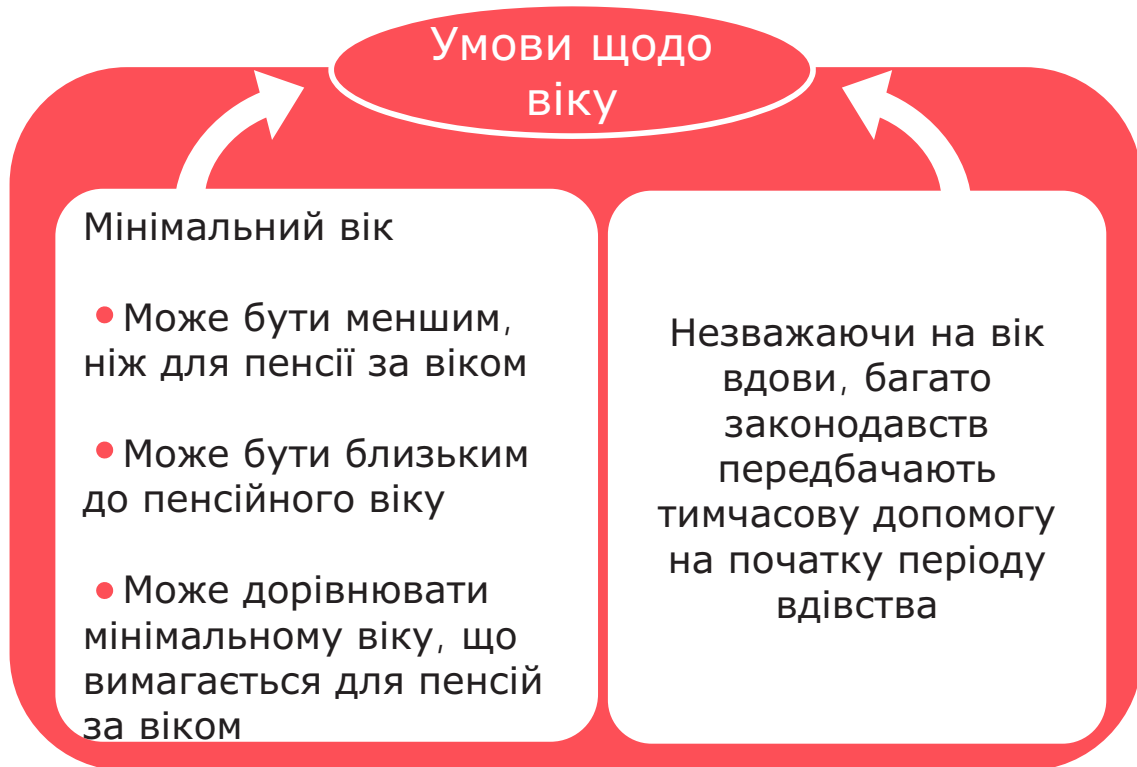 Умови щодо
віку
Мінімальний вік
• Може бути меншим,
ніж для пенсії за віком
• Може бути близьким
до пенсійного віку
• Може дорівнювати
мінімальному віку, що
вимагається для пенсій
за віком
Незважаючи на вік
вдови, багато
законодавств
передбачають
тимчасову допомогу
на початку періоду
вдівства